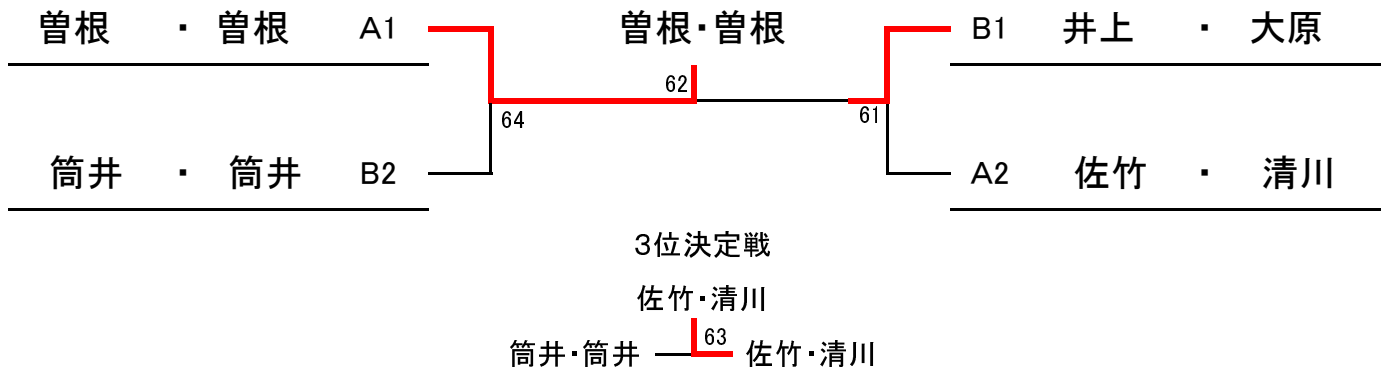 曽根 ・ 曽根 A1 曽根・曽根 B1 井上 ・ 大原
62
64 61
筒井 ・ 筒井 B2 A2 佐竹 ・ 清川
3位決定戦
佐竹・清川
63
筒井・筒井 佐竹・清川